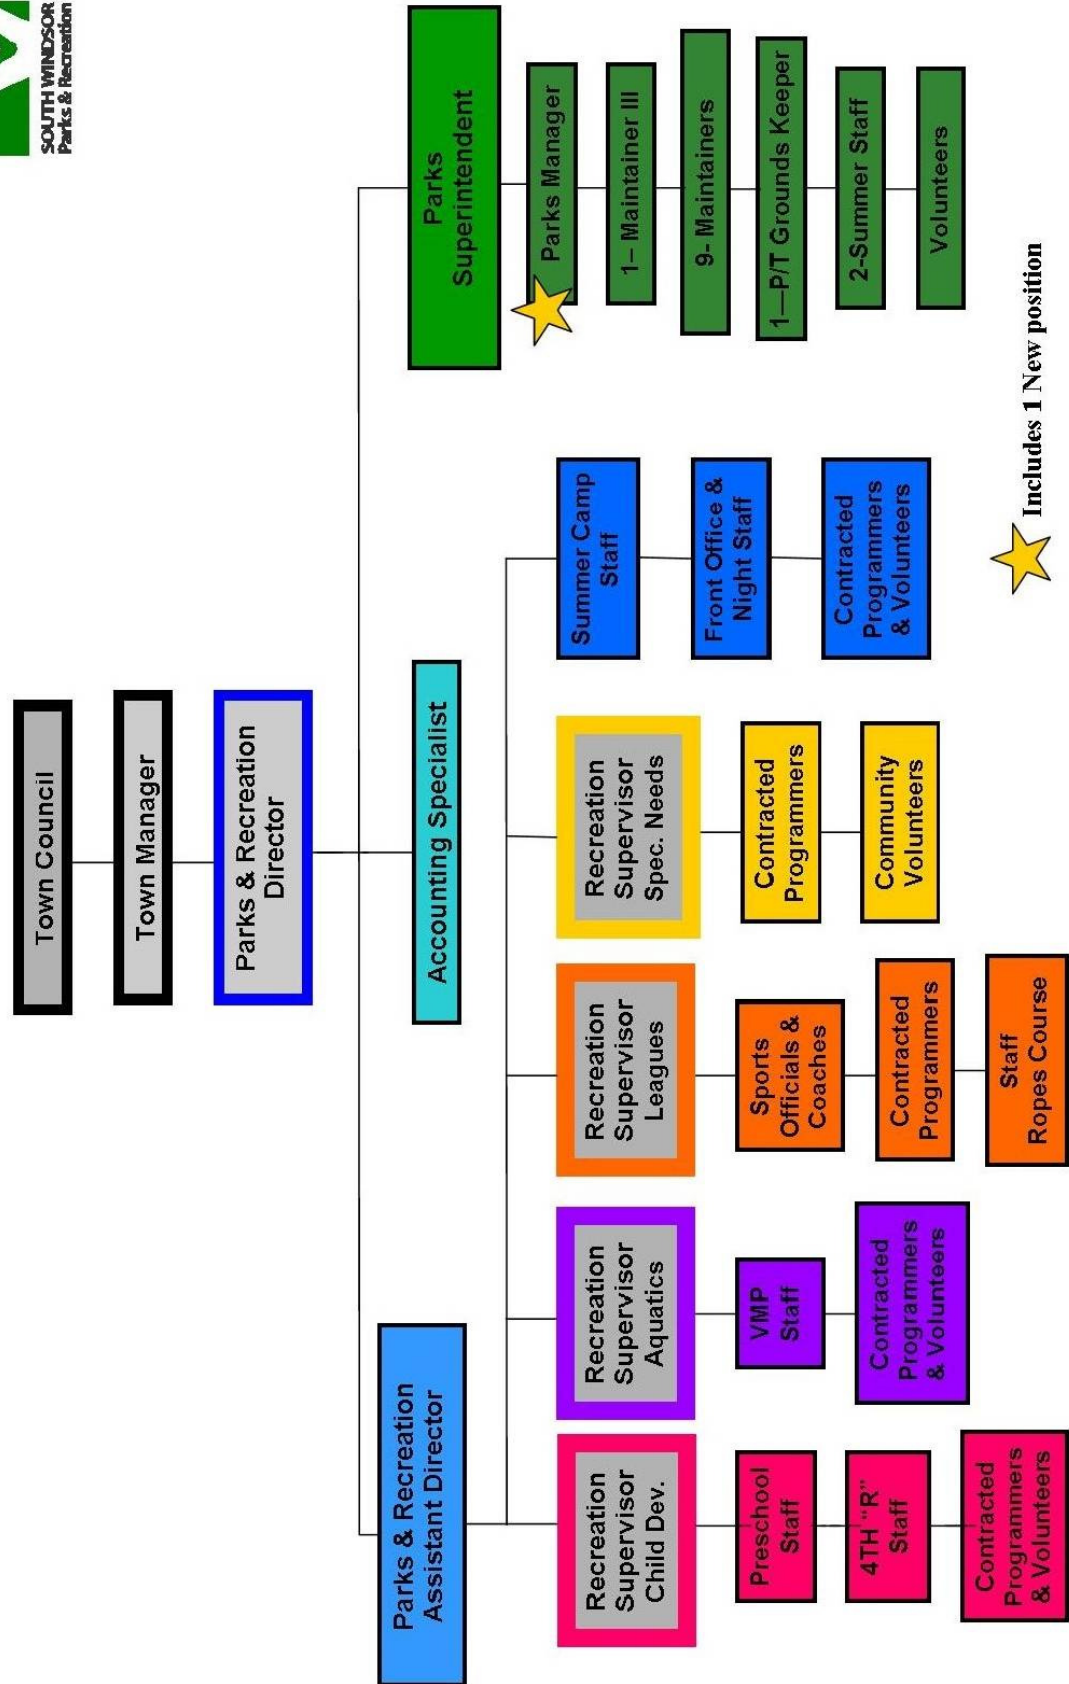 SOUTH WINDSOR
Parks & Recreation
Town Council
Town Manager
Parks & Recreation
Director
Parks & Recreation
Assistant Director
Accounting Specialist
Parks
Superintendent
Recreation
Supervisor
Child Dev.
Preschool
Staff
4TH “R”
Staff
Contracted
Programmers
& Volunteers
Recreation
Supervisor
Aquatics
VMP
Staff
Contracted
Programmers
& Volunteers
Recreation
Supervisor
Leagues
Sports
Officials &
Coaches
Contracted
Programmers
Staff
Ropes Course
Recreation
Supervisor
Spec. Needs
Contracted
Programmers
Community
Volunteers
Summer Camp
Staff
Front Office &
Night Staff
Contracted
Programmers
& Volunteers
Parks Manager
1– Maintainer III
9- Maintainers
1—P/T Grounds Keeper
2-Summer Staff
Volunteers
Includes 1 New position